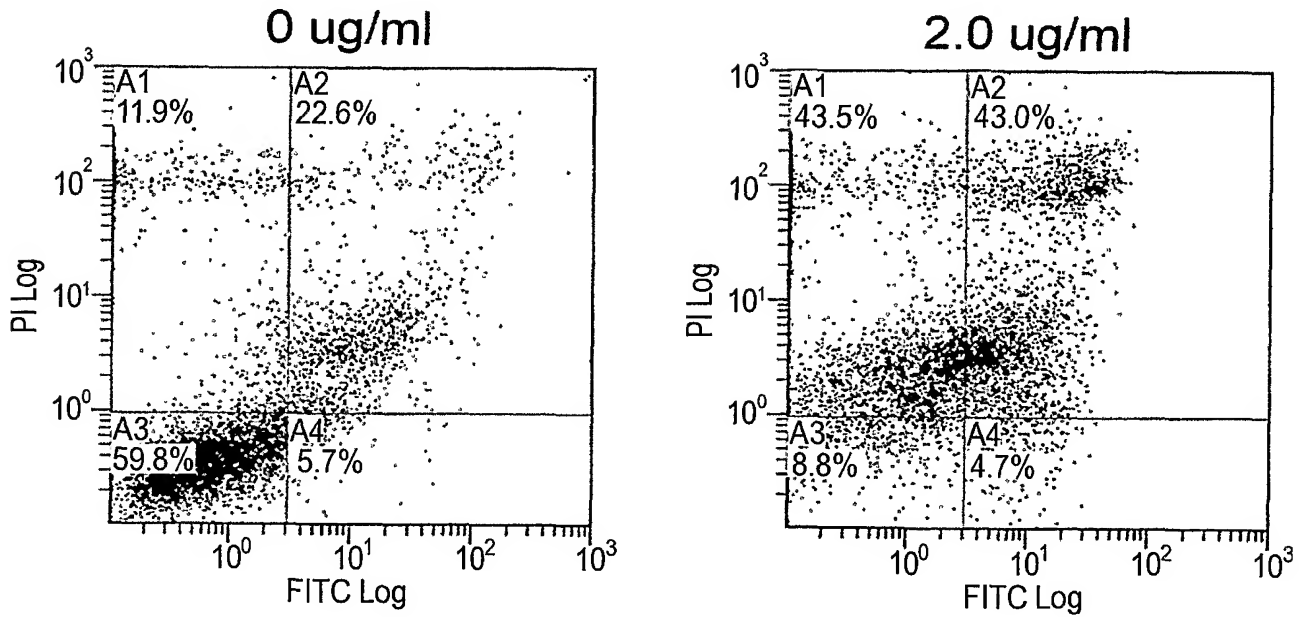 0 ug/ml
10³
A1
11.9%
A2
22.6%
10²
10¹
10⁰
A3
59.8%
A4
5.7%
10⁰
10¹
10²
10³
PI Log
FITC Log
2.0 ug/ml
10³
A1
43.5%
A2
43.0%
10²
10¹
10⁰
A3
8.8%
A4
4.7%
10⁰
10¹
10²
10³
PI Log
FITC Log